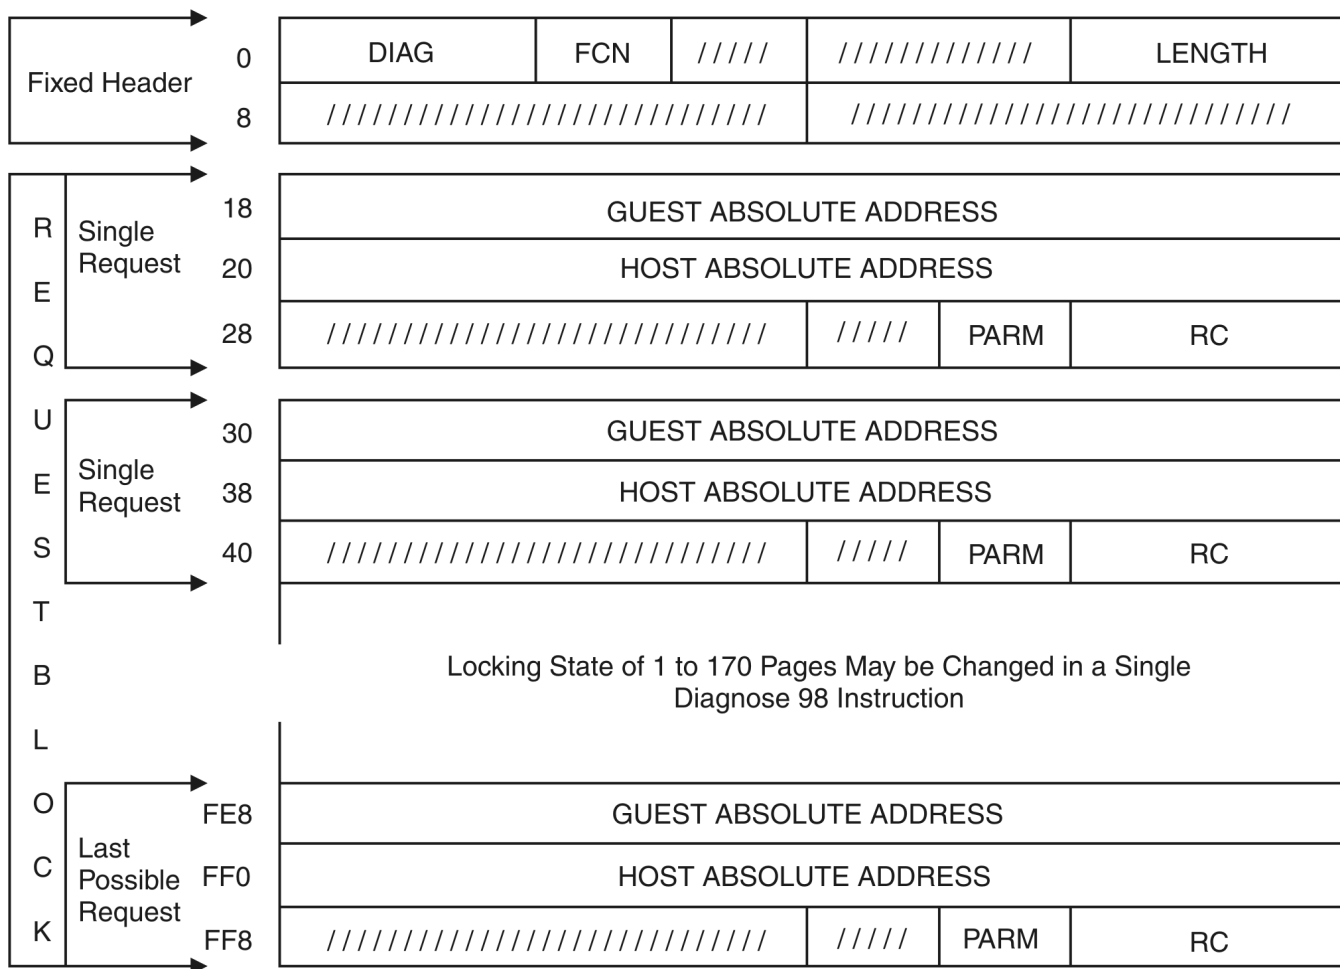 Fixed Header
0 DIAG FCN ///// ///////////// LENGTH
8 ///////////////////////////// /////////////////////////////
REQUEST BLOCK
Single
Request
18 GUEST ABSOLUTE ADDRESS
20 HOST ABSOLUTE ADDRESS
28 ///////////////////////////// ///// PARM RC
Single
Request
30 GUEST ABSOLUTE ADDRESS
38 HOST ABSOLUTE ADDRESS
40 ///////////////////////////// ///// PARM RC
Locking State of 1 to 170 Pages May be Changed in a Single
Diagnose 98 Instruction
Last
Possible
Request
FE8 GUEST ABSOLUTE ADDRESS
FF0 HOST ABSOLUTE ADDRESS
FF8 ///////////////////////////// ///// PARM RC